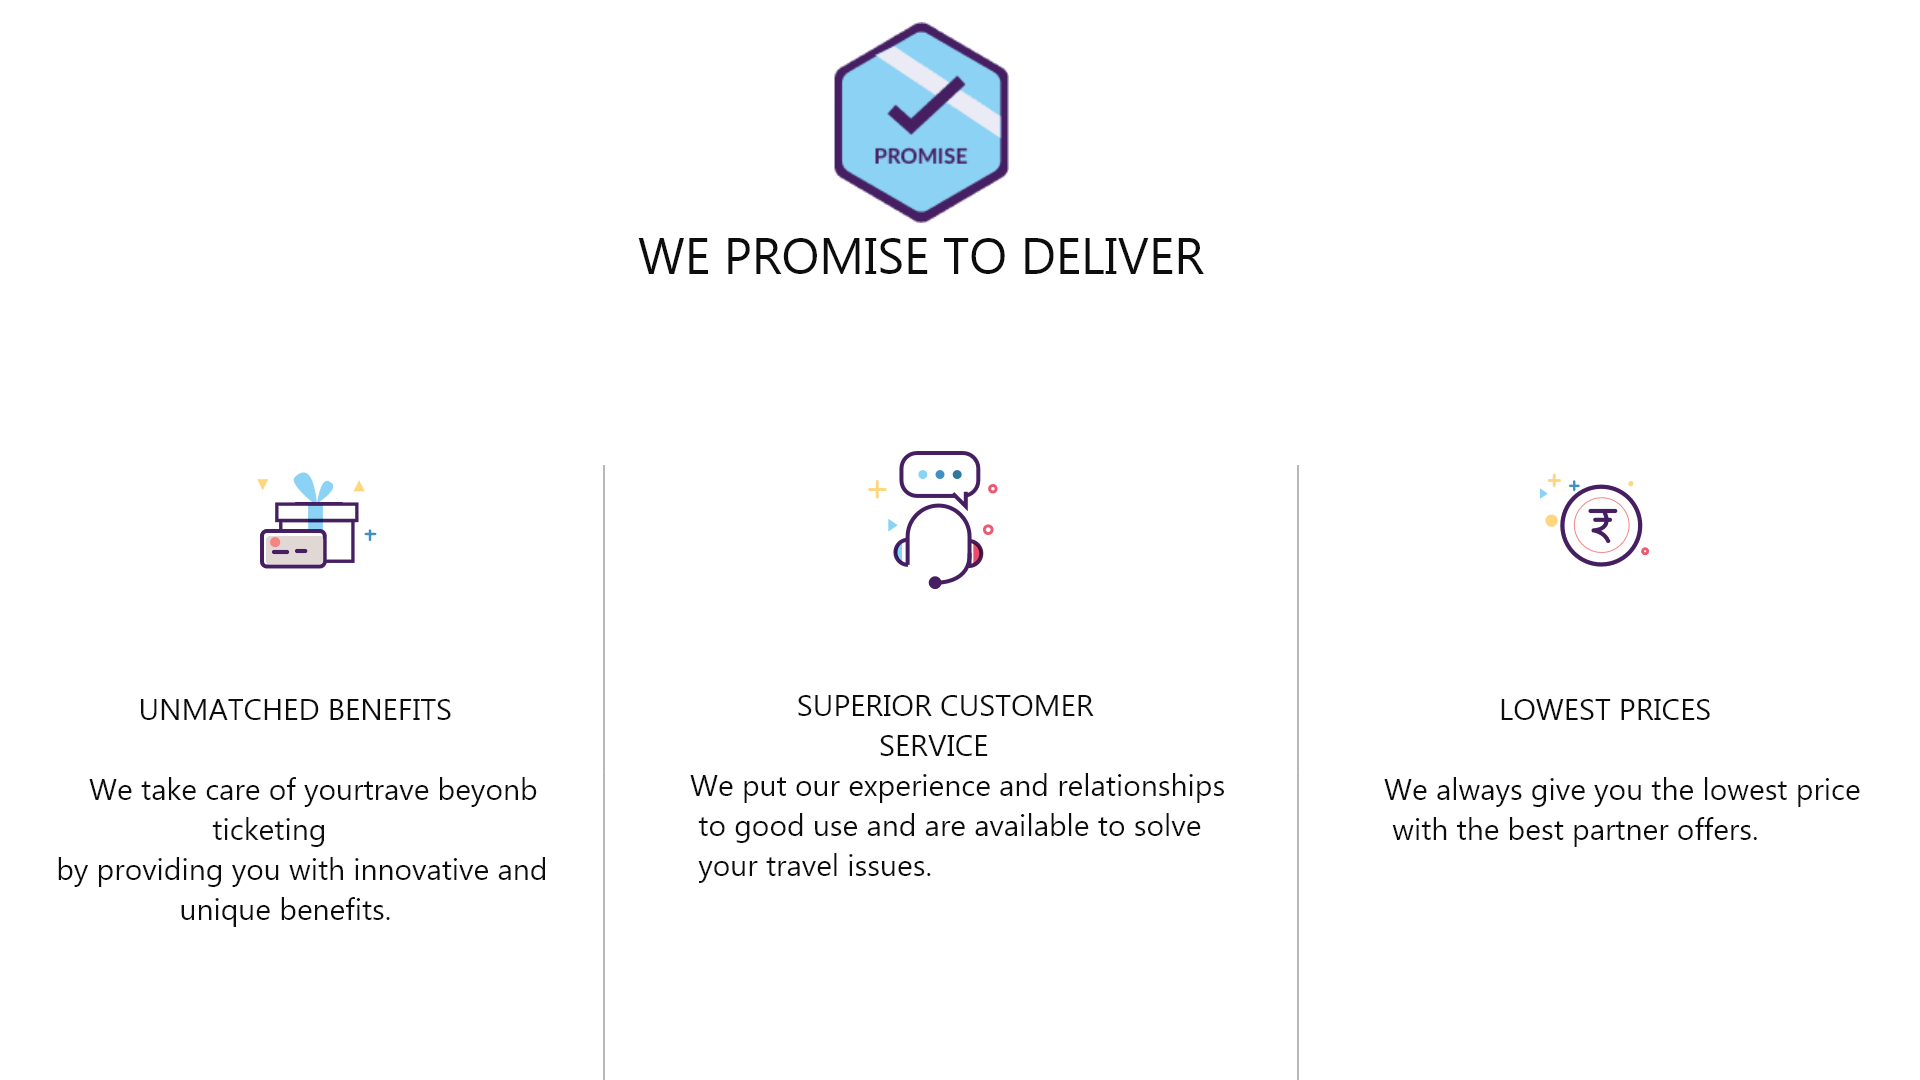 PROMISE
WE PROMISE TO DELIVER
UNMATCHED BENEFITS
We take care of yourtrave beyonb
ticketing
by providing you with innovative and
unique benefits.
SUPERIOR CUSTOMER
SERVICE
We put our experience and relationships
to good use and are available to solve
your travel issues.
₹
LOWEST PRICES
We always give you the lowest price
with the best partner offers.